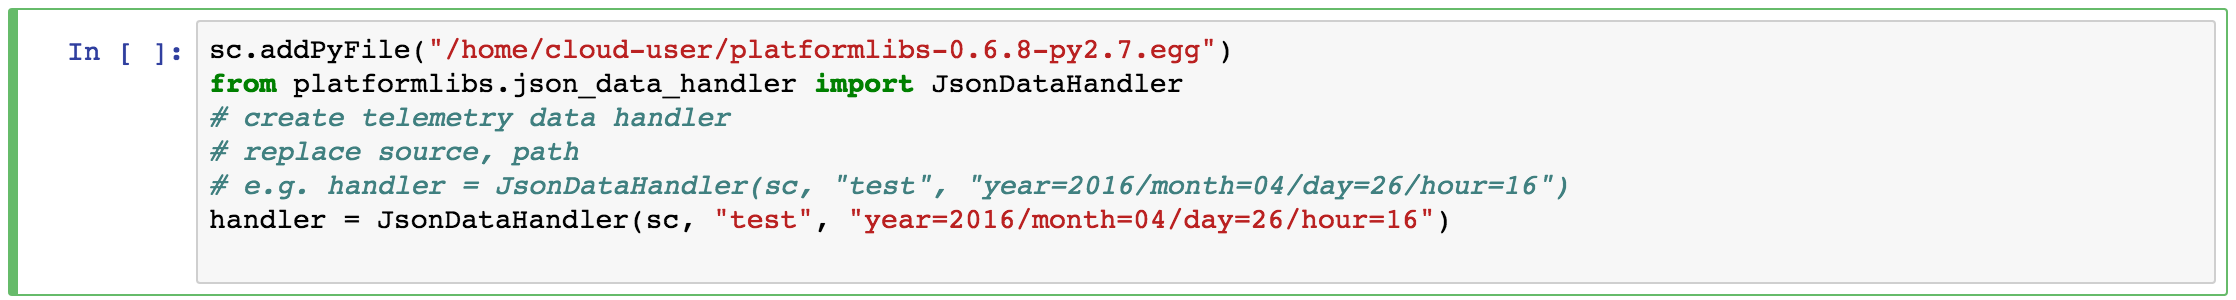 In [ ]: sc.addPyFile("/home/cloud-user/platformlibs-0.6.8-py2.7.egg")
from platformlibs.json_data_handler import JsonDataHandler
# create telemetry data handler
# replace source, path
# e.g. handler = JsonDataHandler(sc, "test", "year=2016/month=04/day=26/hour=16")
handler = JsonDataHandler(sc, "test", "year=2016/month=04/day=26/hour=16")